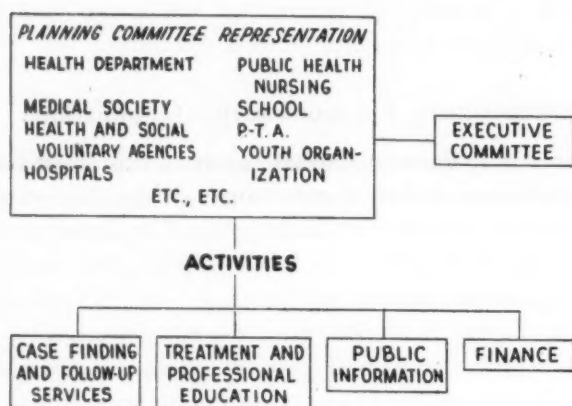 PLANNING COMMITTEE REPRESENTATION
HEALTH DEPARTMENT
MEDICAL SOCIETY
HEALTH AND SOCIAL
VOLUNTARY AGENCIES
HOSPITALS
PUBLIC HEALTH
NURSING
SCHOOL
P.-T. A.
YOUTH ORGAN-
IZATION
ETC., ETC.
EXECUTIVE
COMMITTEE
ACTIVITIES
CASE FINDING
AND FOLLOW-UP
SERVICES
TREATMENT AND
PROFESSIONAL
EDUCATION
PUBLIC
INFORMATION
FINANCE